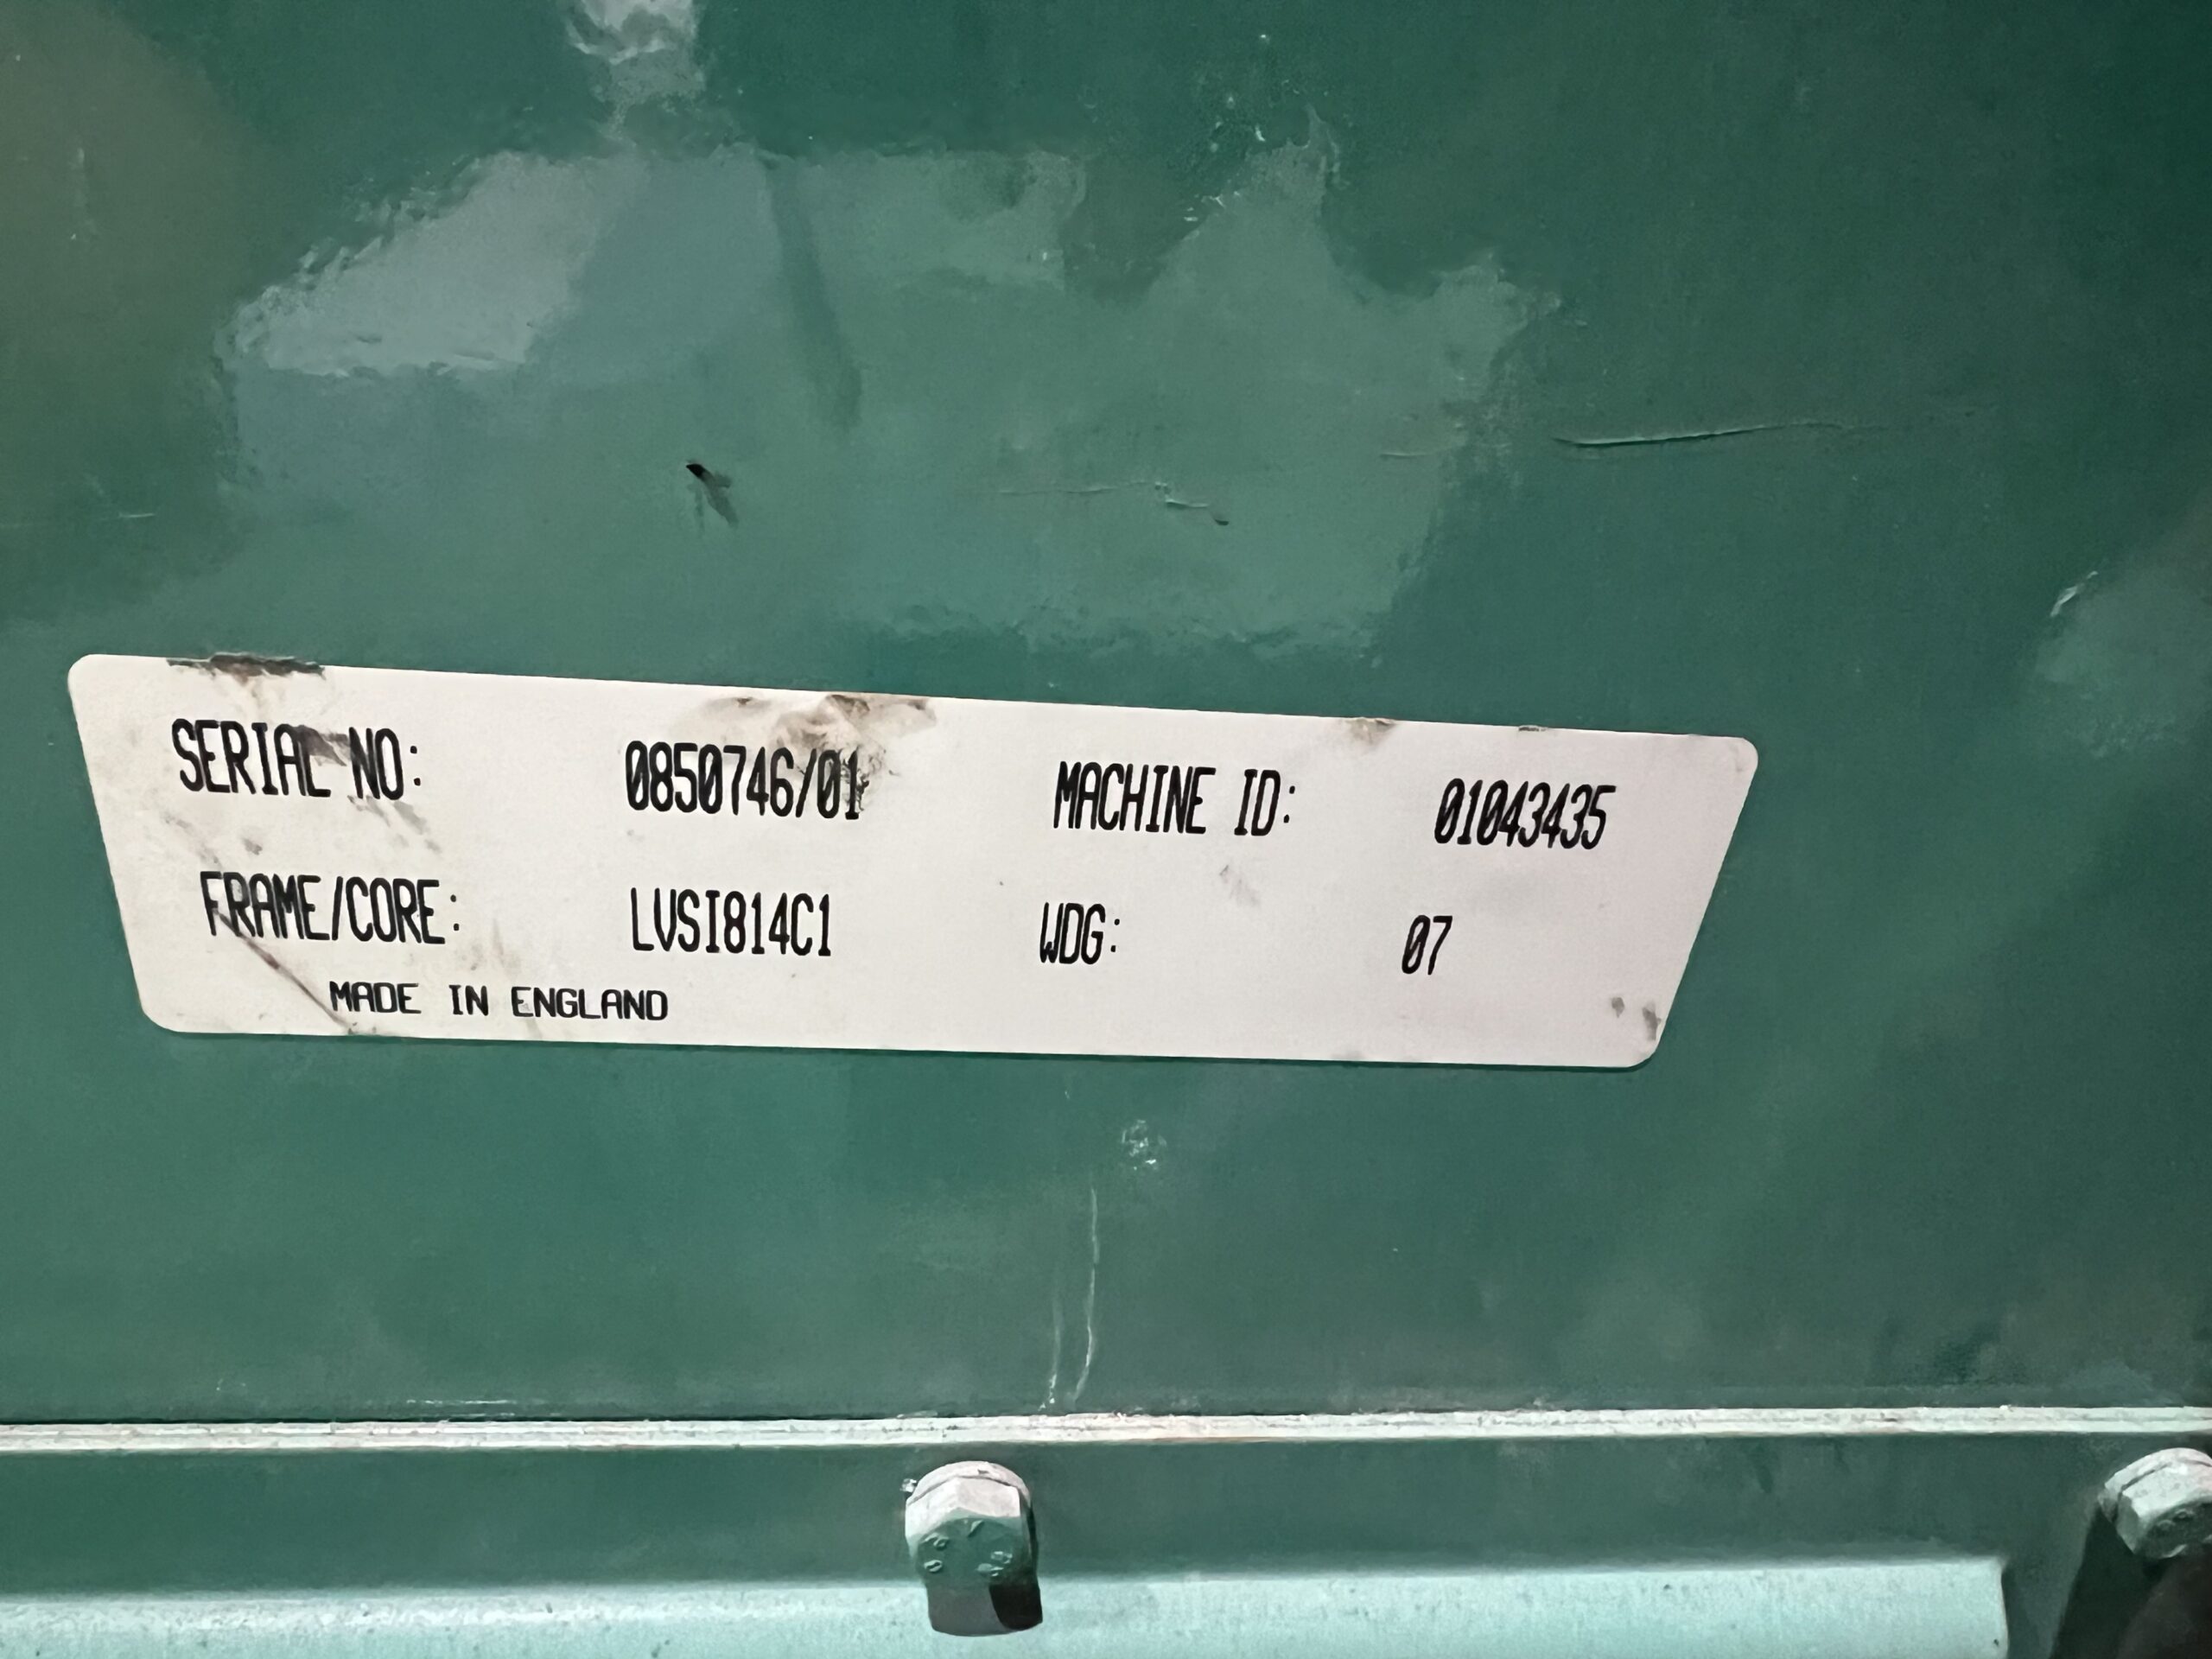 SERIAL NO: 0850746/01 MACHINE ID: 01043435
FRAME/CORE: LVSI814C1 WDG: 07
MADE IN ENGLAND